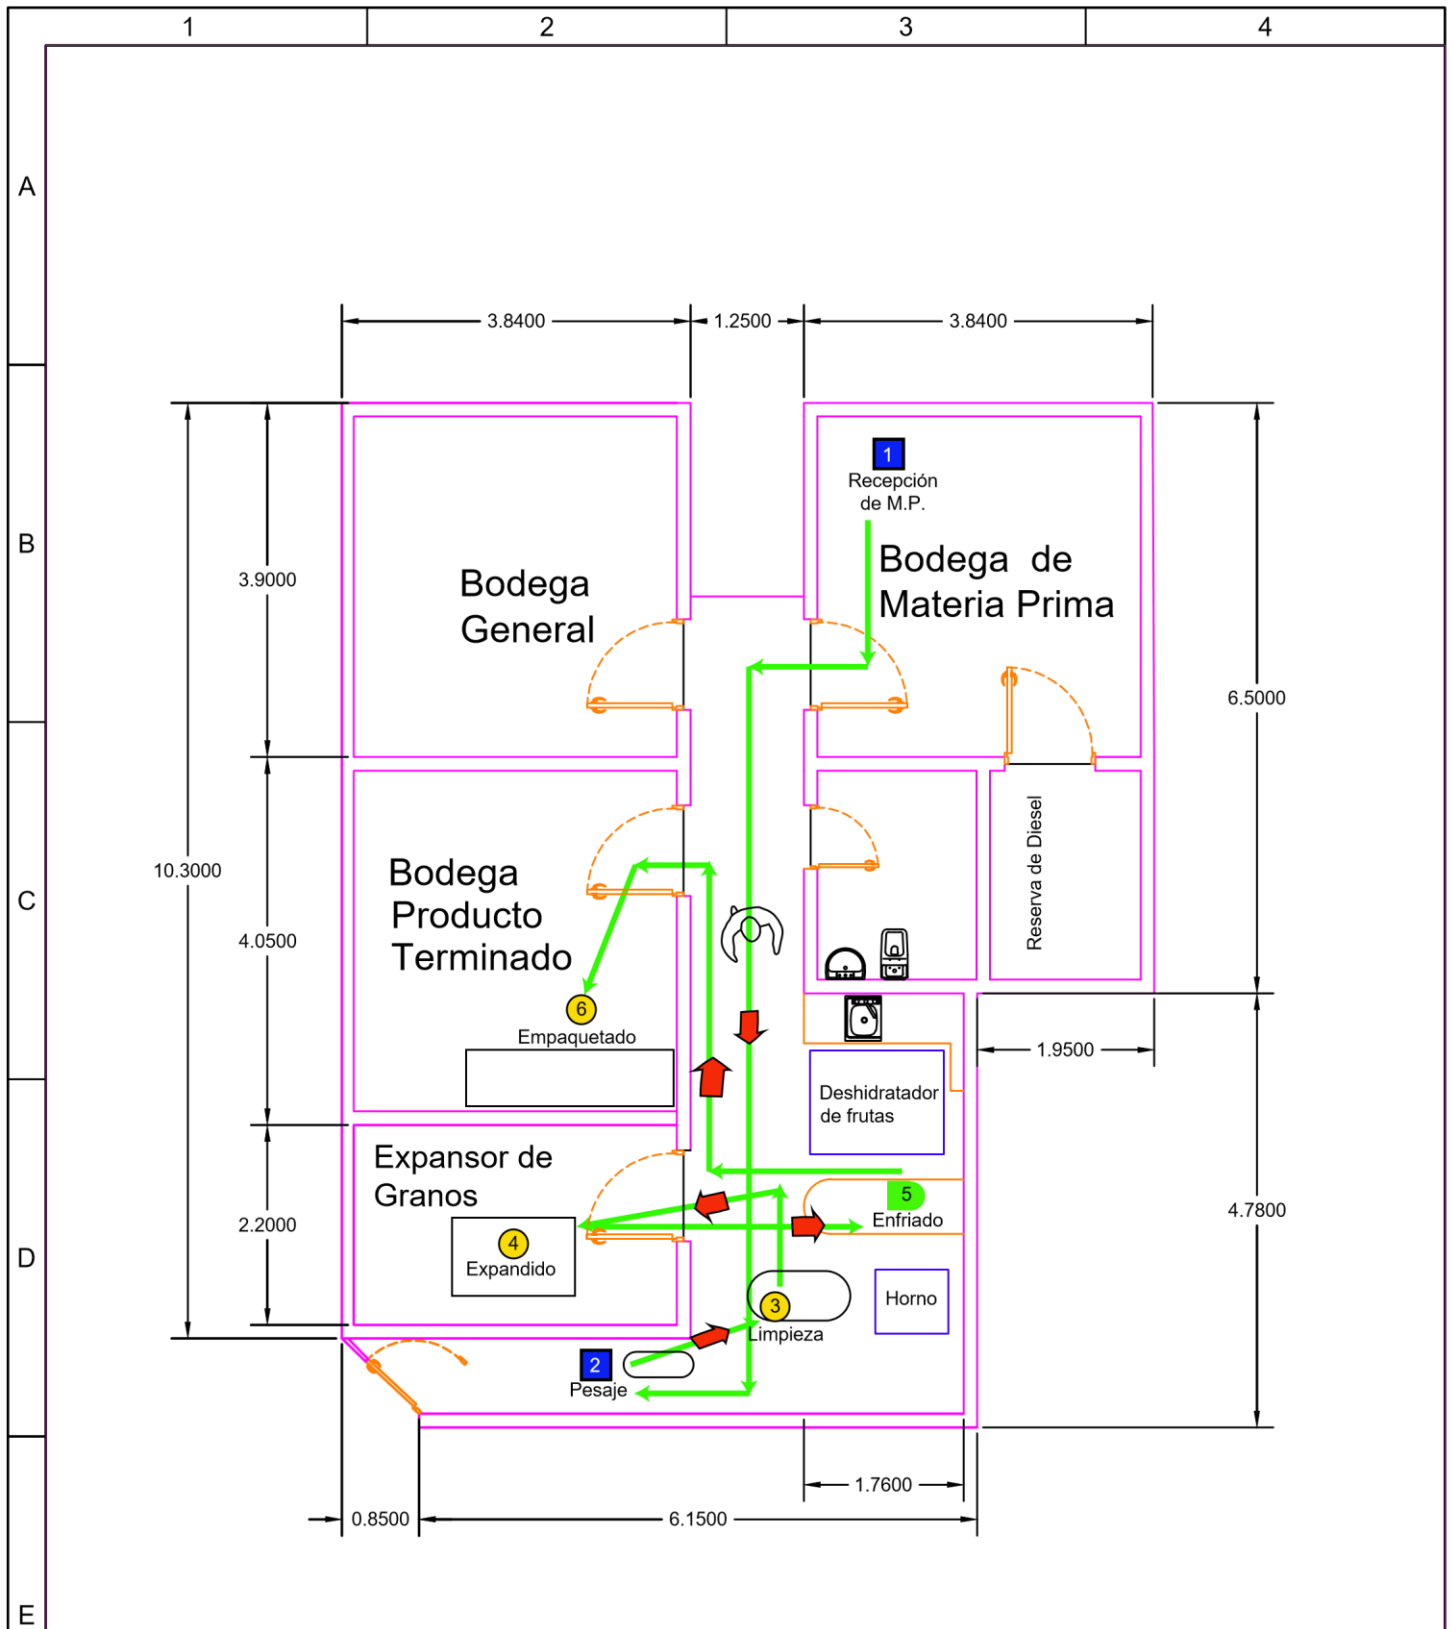 1
2
3
4
A
B
C
D
E
3.8400
1.2500
3.8400
1
Recepción
de M.P.
Bodega de
Materia Prima
Bodega
General
3.9000
6.5000
10.3000
Bodega
Producto
Terminado
Reserva de Diesel
4.0500
6
Empaquetado
1.9500
Deshidratador
de frutas
Expansor de
Granos
5
Enfriado
2.2000
4.7800
4
Expandido
3
Limpieza
Horno
2
Pesaje
1.7600
0.8500
6.1500